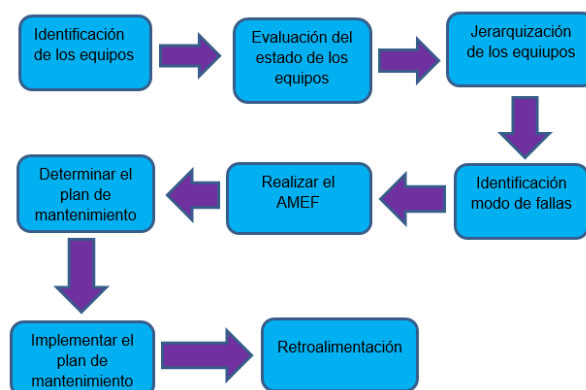 Identificación
de los equipos
Evaluación del
estado de los
equipos
Jerarquización
de los equiupos
Identificación
modo de fallas
Realizar el
AMEF
Determinar el
plan de
mantenimiento
Implementar el
plan de
mantenimiento
Retroalimentación